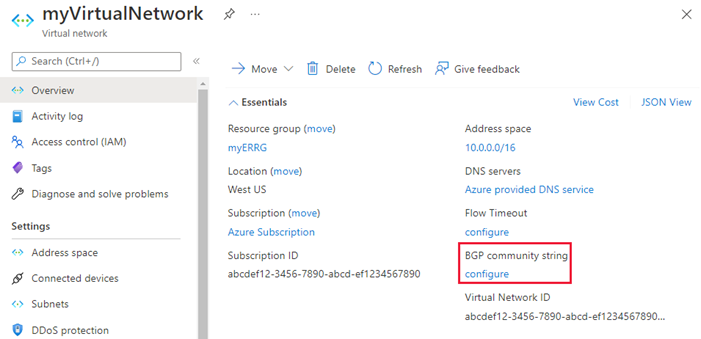 myVirtualNetwork
Virtual network
Search (Ctrl+/)
Overview
Activity log
Access control (IAM)
Tags
Diagnose and solve problems
Settings
Address space
Connected devices
Subnets
DDoS protection
Move
Delete
Refresh
Give feedback
Essentials
View Cost
JSON View
Resource group (move)
myERRG
Location (move)
West US
Subscription (move)
Azure Subscription
Subscription ID
abcdef12-3456-7890-abcd-ef1234567890
Address space
10.0.0.0/16
DNS servers
Azure provided DNS service
Flow Timeout
configure
BGP community string
configure
Virtual Network ID
abcdef12-3456-7890-abcd-ef1234567890...